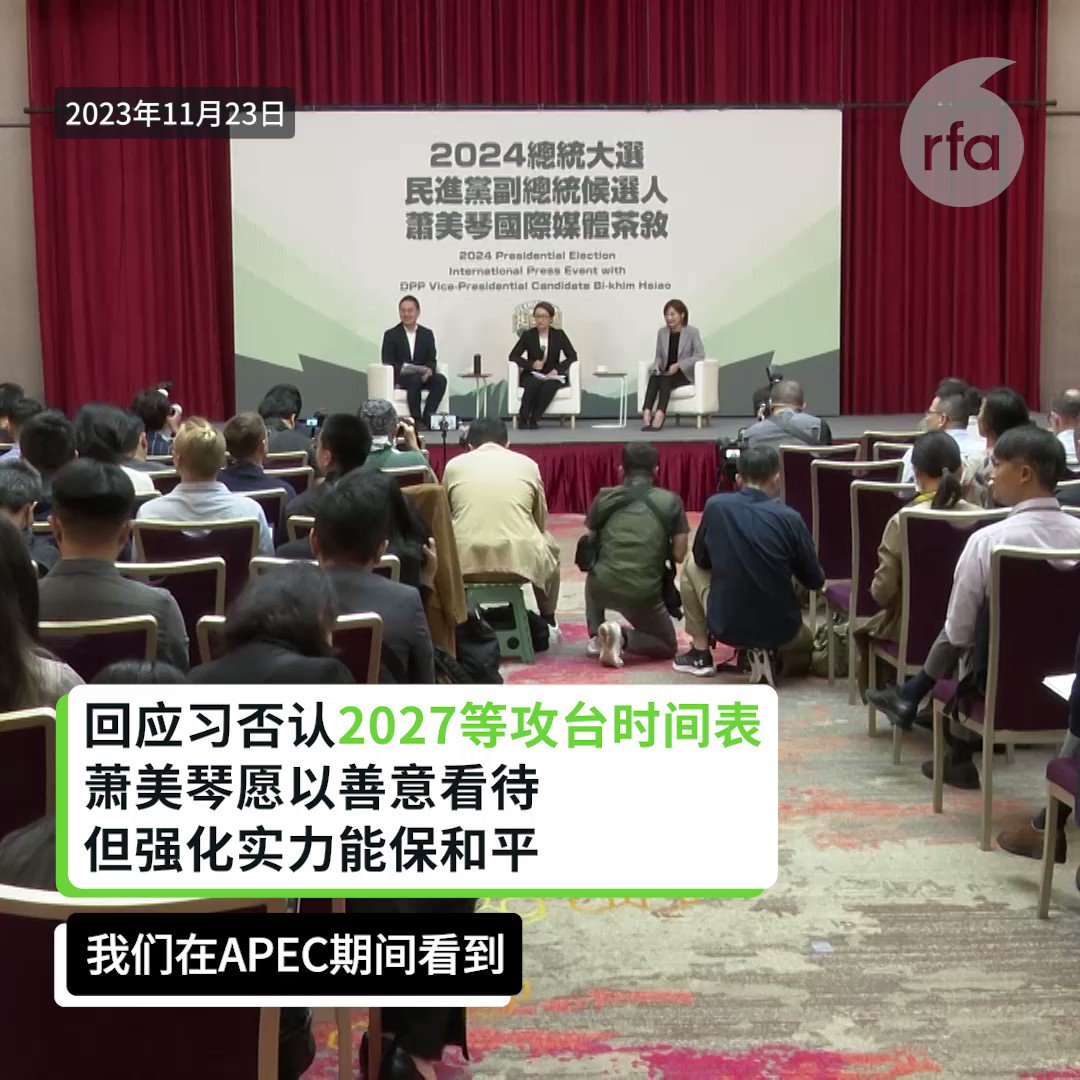 2023年11月23日
rfa
2024總統大選
民進黨副總統候選人
蕭美琴國際媒體茶敘
2024 Presidential Election
International Press Event with
DPP Vice-Presidential Candidate Bi-khim Hsiao
回应习否认2027等攻台时间表
萧美琴愿以善意看待
但强化实力能保和平
我们在APEC期间看到